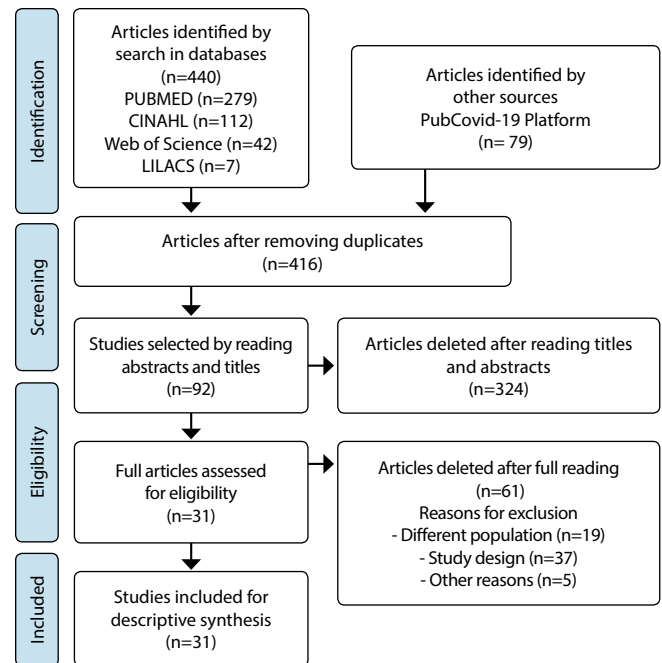 Identification
Articles identified by
search in databases
(n=440)
PUBMED (n=279)
CINAHL (n=112)
Web of Science (n=42)
LILACS (n=7)
Articles identified by
other sources
PubCovid-19 Platform
(n= 79)
Screening
Articles after removing duplicates
(n=416)
Studies selected by reading
abstracts and titles
(n=92)
Articles deleted after reading titles
and abstracts
(n=324)
Eligibility
Full articles assessed
for eligibility
(n=31)
Articles deleted after full reading
(n=61)
Reasons for exclusion
- Different population (n=19)
- Study design (n=37)
- Other reasons (n=5)
Included
Studies included for
descriptive synthesis
(n=31)